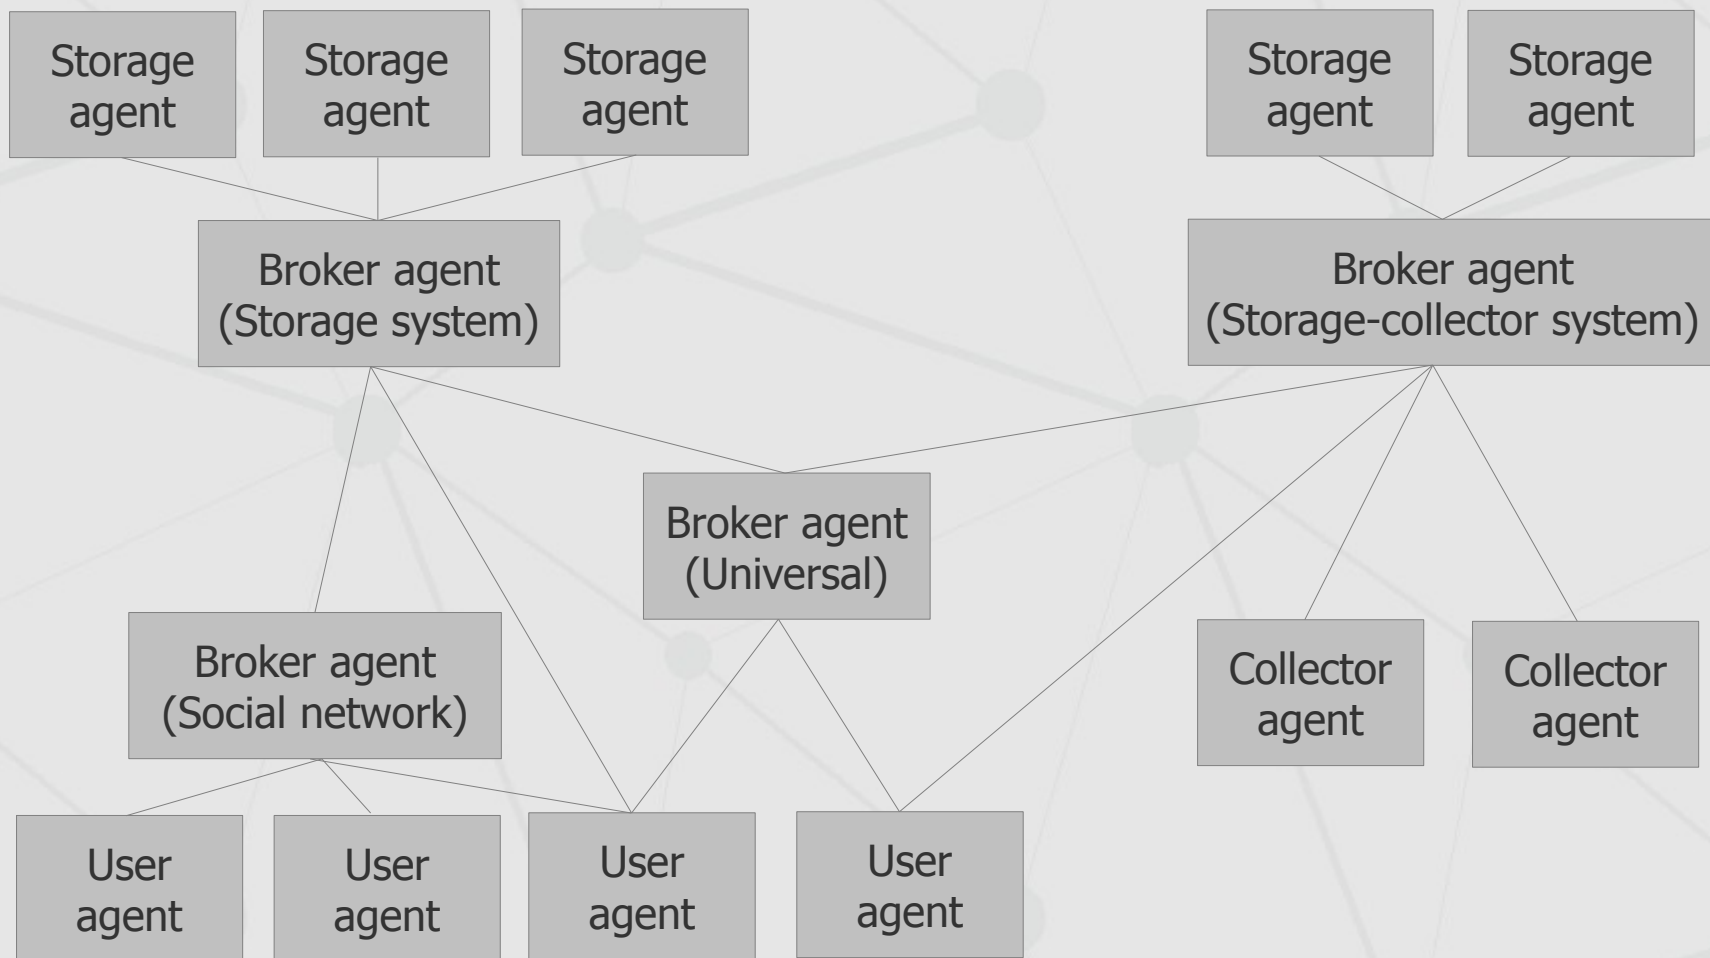 Storage
agent
Storage
agent
Storage
agent
Storage
agent
Storage
agent
Broker agent
(Storage system)
Broker agent
(Storage-collector system)
Broker agent
(Universal)
Broker agent
(Social network)
Collector
agent
Collector
agent
User
agent
User
agent
User
agent
User
agent